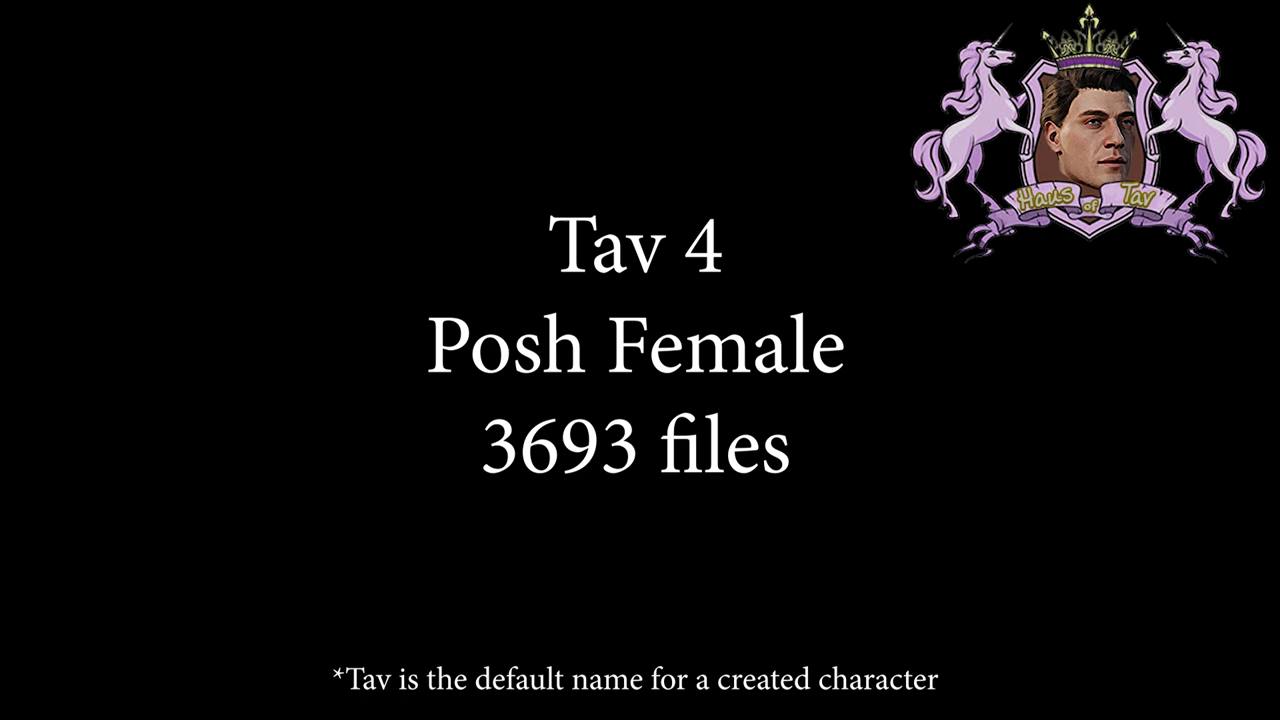 Haus of Tav
Tav 4
Posh Female
3693 files
*Tav is the default name for a created character